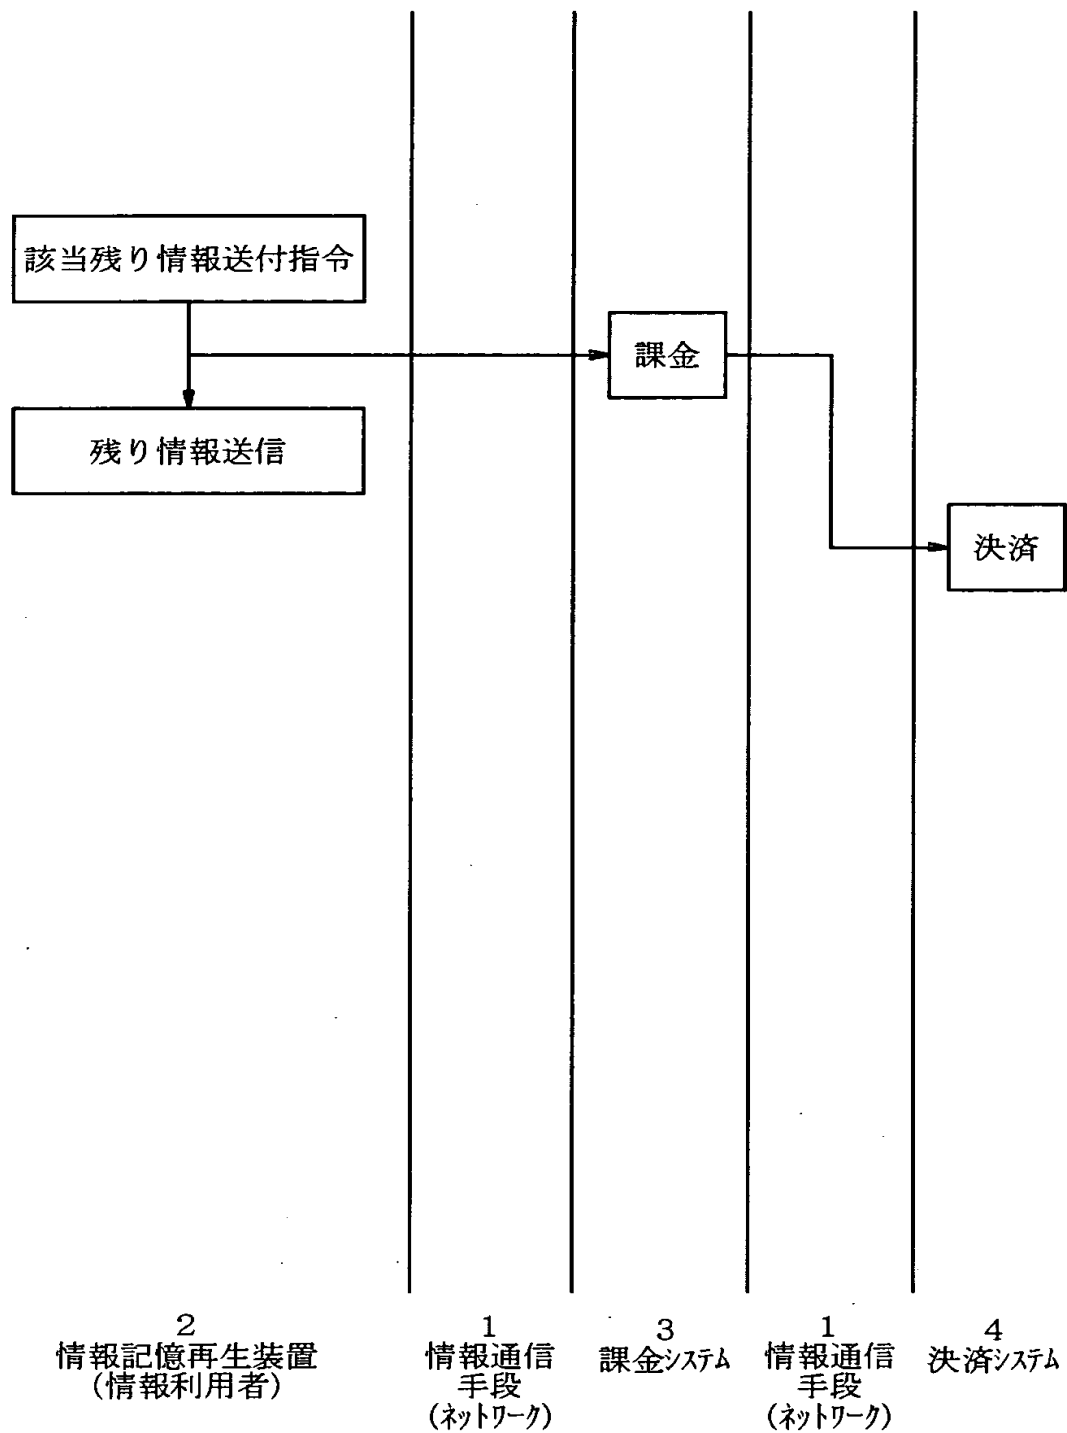 該当残り情報送付指令
課金
残り情報送信
決済
2
情報記憶再生装置
(情報利用者)
1
情報通信
手段
(ネットワーク)
3
課金システム
1
情報通信
手段
(ネットワーク)
4
決済システム